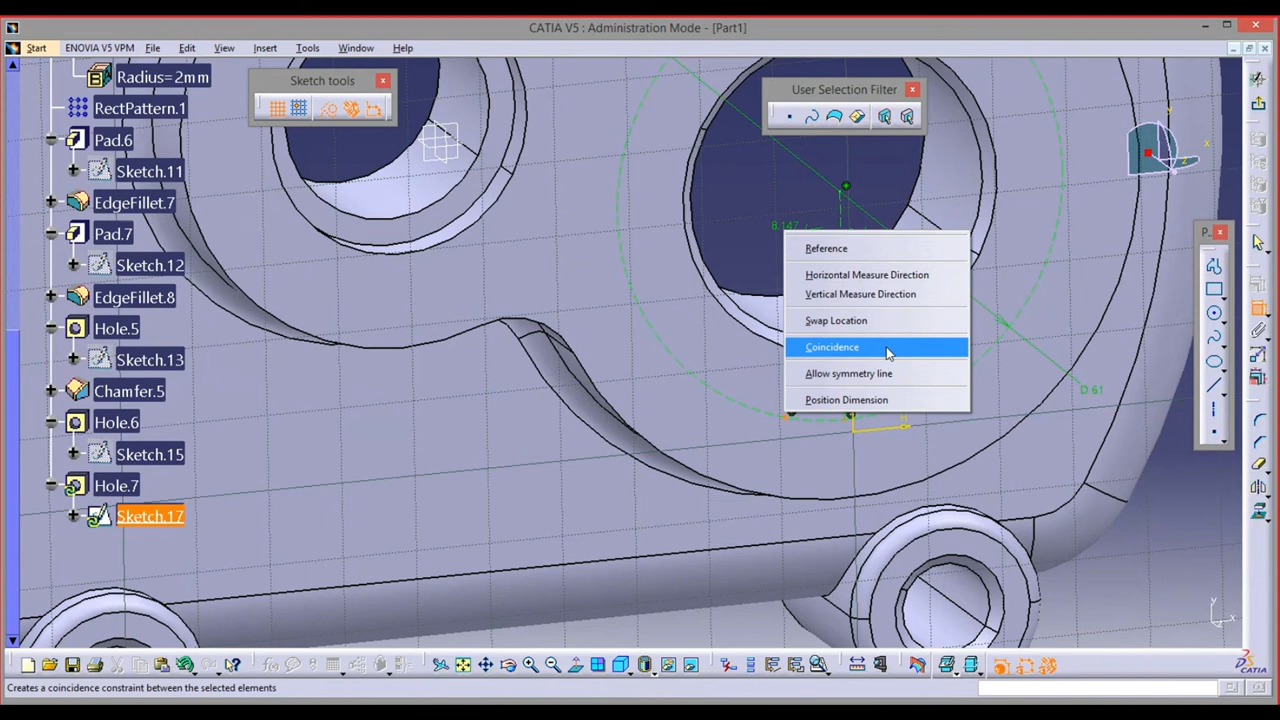 CATIA V5 : Administration Mode - [Part1]
Start
ENOVIA V5 VPM
File
Edit
View
Insert
Tools
Window
Help
Radius=2mm
RectPattern.1
Pad.6
Sketch.11
EdgeFillet.7
Pad.7
Sketch.12
EdgeFillet.8
Hole.5
Sketch.13
Chamfer.5
Hole.6
Sketch.15
Hole.7
Sketch.17
Sketch tools
User Selection Filter
P...
8.147
Reference
Horizontal Measure Direction
Vertical Measure Direction
Swap Location
Coincidence
Allow symmetry line
Position Dimension
D 61
H
y
x
z
y
x
f(x)
CATIA
Creates a coincidence constraint between the selected elements